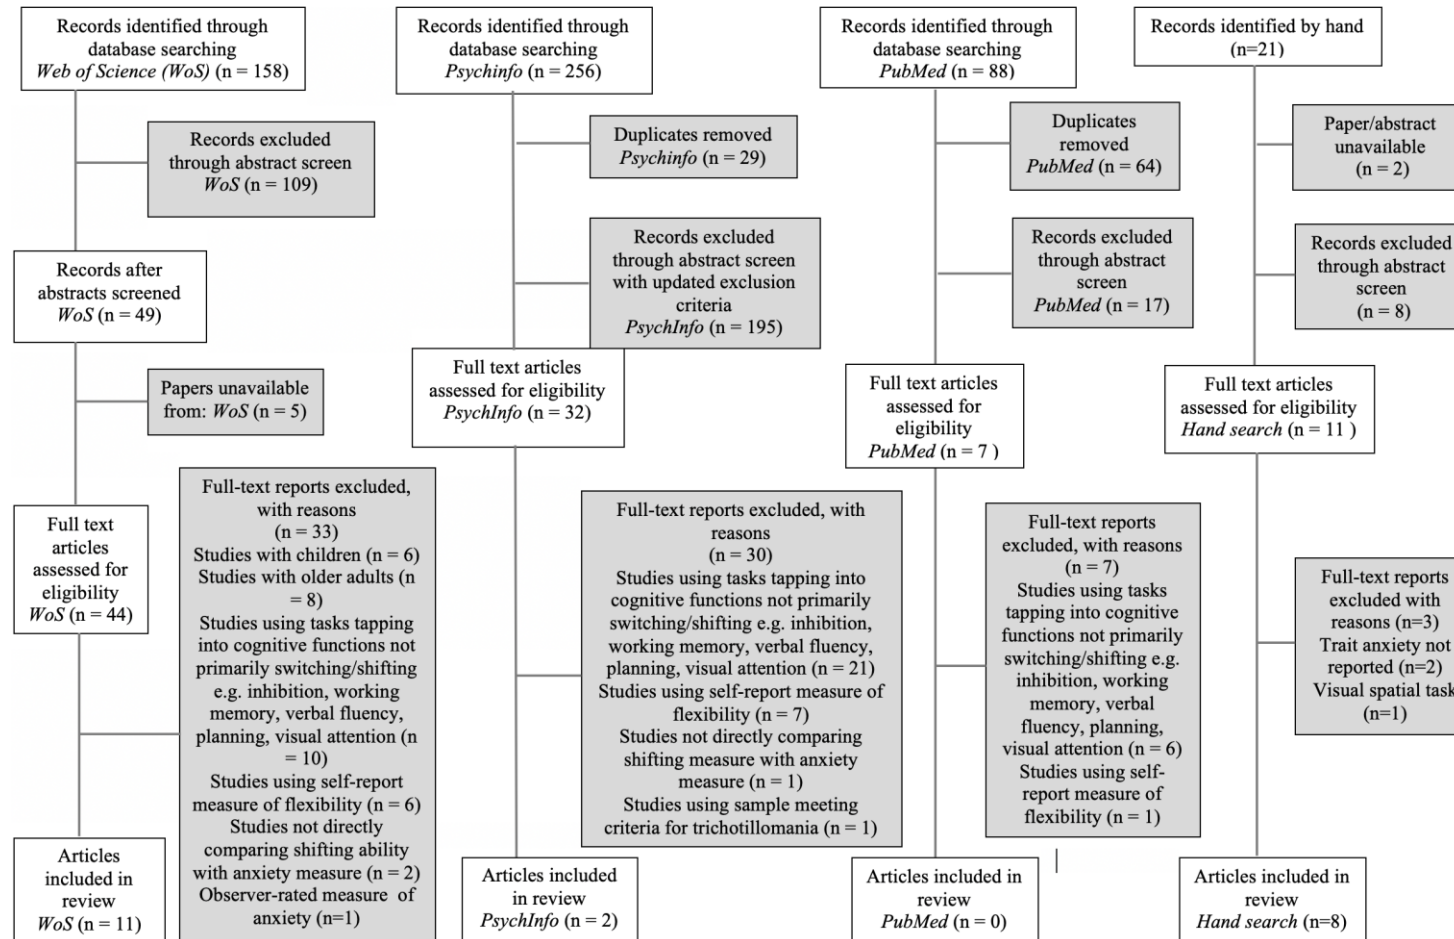 Records identified through
database searching
Web of Science (WoS) (n = 158)
Records excluded
through abstract screen
WoS (n = 109)
Records after
abstracts screened
WoS (n = 49)
Papers unavailable
from: WoS (n = 5)
Full text
articles
assessed for
eligibility
WoS (n = 44)
Full-text reports excluded,
with reasons
(n = 33)
Studies with children (n = 6)
Studies with older adults (n
= 8)
Studies using tasks tapping
into cognitive functions not
primarily switching/shifting
e.g. inhibition, working
memory, verbal fluency,
planning, visual attention (n
= 10)
Studies using self-report
measure of flexibility (n = 6)
Studies not directly
comparing shifting ability
with anxiety measure (n = 2)
Observer-rated measure of
anxiety (n=1)
Articles
included in
review
WoS (n = 11)
Records identified through
database searching
Psychinfo (n = 256)
Duplicates removed
Psychinfo (n = 29)
Records excluded
through abstract screen
with updated exclusion
criteria
PsychInfo (n = 195)
Full text articles
assessed for eligibility
PsychInfo (n = 32)
Full-text reports excluded, with
reasons
(n = 30)
Studies using tasks tapping into
cognitive functions not primarily
switching/shifting e.g. inhibition,
working memory, verbal fluency,
planning, visual attention (n = 21)
Studies using self-report measure of
flexibility (n = 7)
Studies not directly comparing
shifting measure with anxiety
measure (n = 1)
Studies using sample meeting
criteria for trichotillomania (n = 1)
Articles included
in review
PsychInfo (n = 2)
Records identified through
database searching
PubMed (n = 88)
Duplicates
removed
PubMed (n = 64)
Records excluded
through abstract
screen
PubMed (n = 17)
Full text articles
assessed for
eligibility
PubMed (n = 7 )
Full-text reports
excluded, with reasons
(n = 7)
Studies using tasks
tapping into cognitive
functions not primarily
switching/shifting e.g.
inhibition, working
memory, verbal
fluency, planning,
visual attention (n = 6)
Studies using self-
report measure of
flexibility (n = 1)
Articles included in
review
PubMed (n = 0)
Records identified by hand
(n=21)
Paper/abstract
unavailable
(n = 2)
Records excluded
through abstract
screen
(n = 8)
Full text articles
assessed for eligibility
Hand search (n = 11 )
Full-text reports
excluded with
reasons (n=3)
Trait anxiety not
reported (n=2)
Visual spatial task
(n=1)
Articles included in
review
Hand search (n=8)